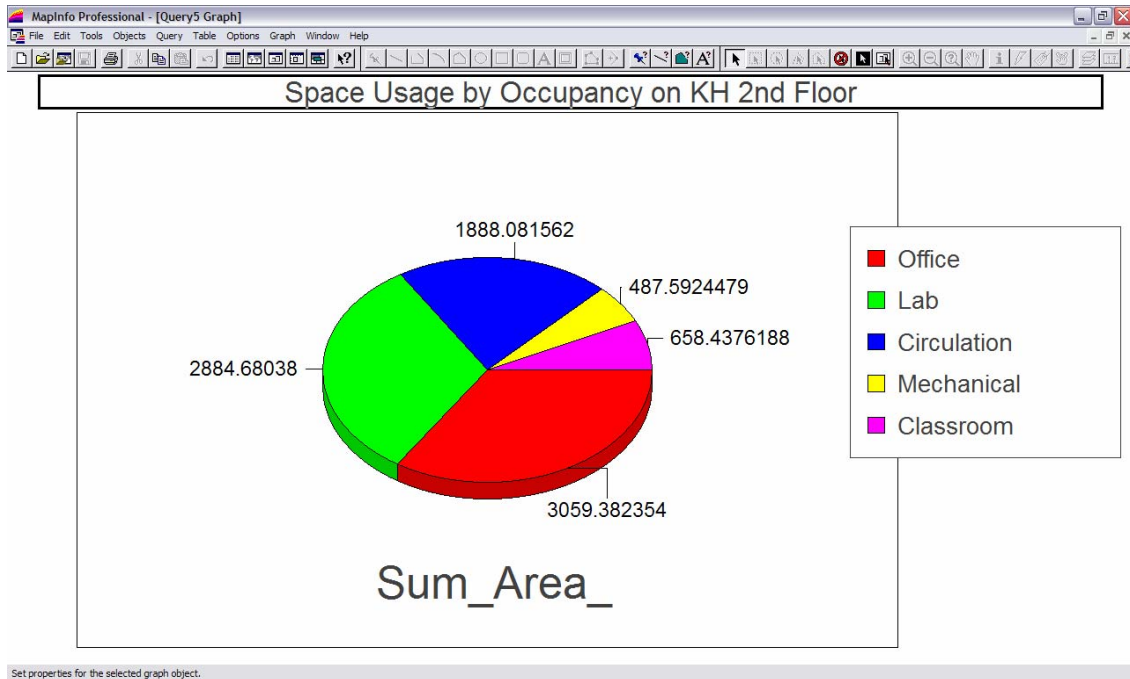 MapInfo Professional - [Query5 Graph]
File Edit Tools Objects Query Table Options Graph Window Help
Space Usage by Occupancy on KH 2nd Floor
1888.081562
487.5924479
658.4376188
2884.68038
3059.382354
Office
Lab
Circulation
Mechanical
Classroom
Sum_Area_
Set properties for the selected graph object.